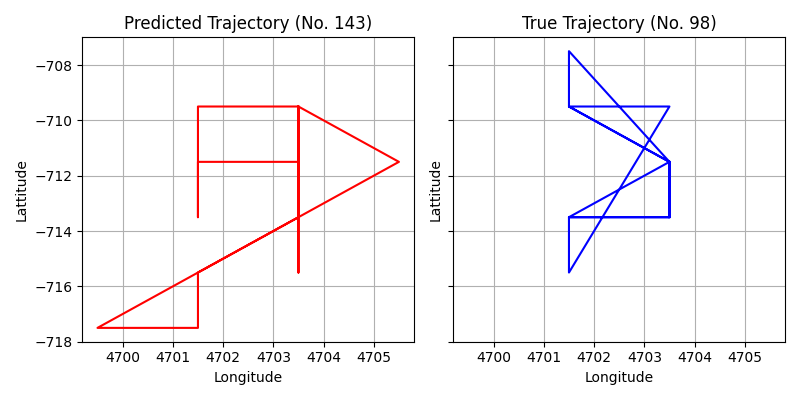 Predicted Trajectory (No. 143)
True Trajectory (No. 98)
−708
−710
−712
−714
−716
−718
Lattitude
Lattitude
4700 4701 4702 4703 4704 4705
4700 4701 4702 4703 4704 4705
Longitude
Longitude